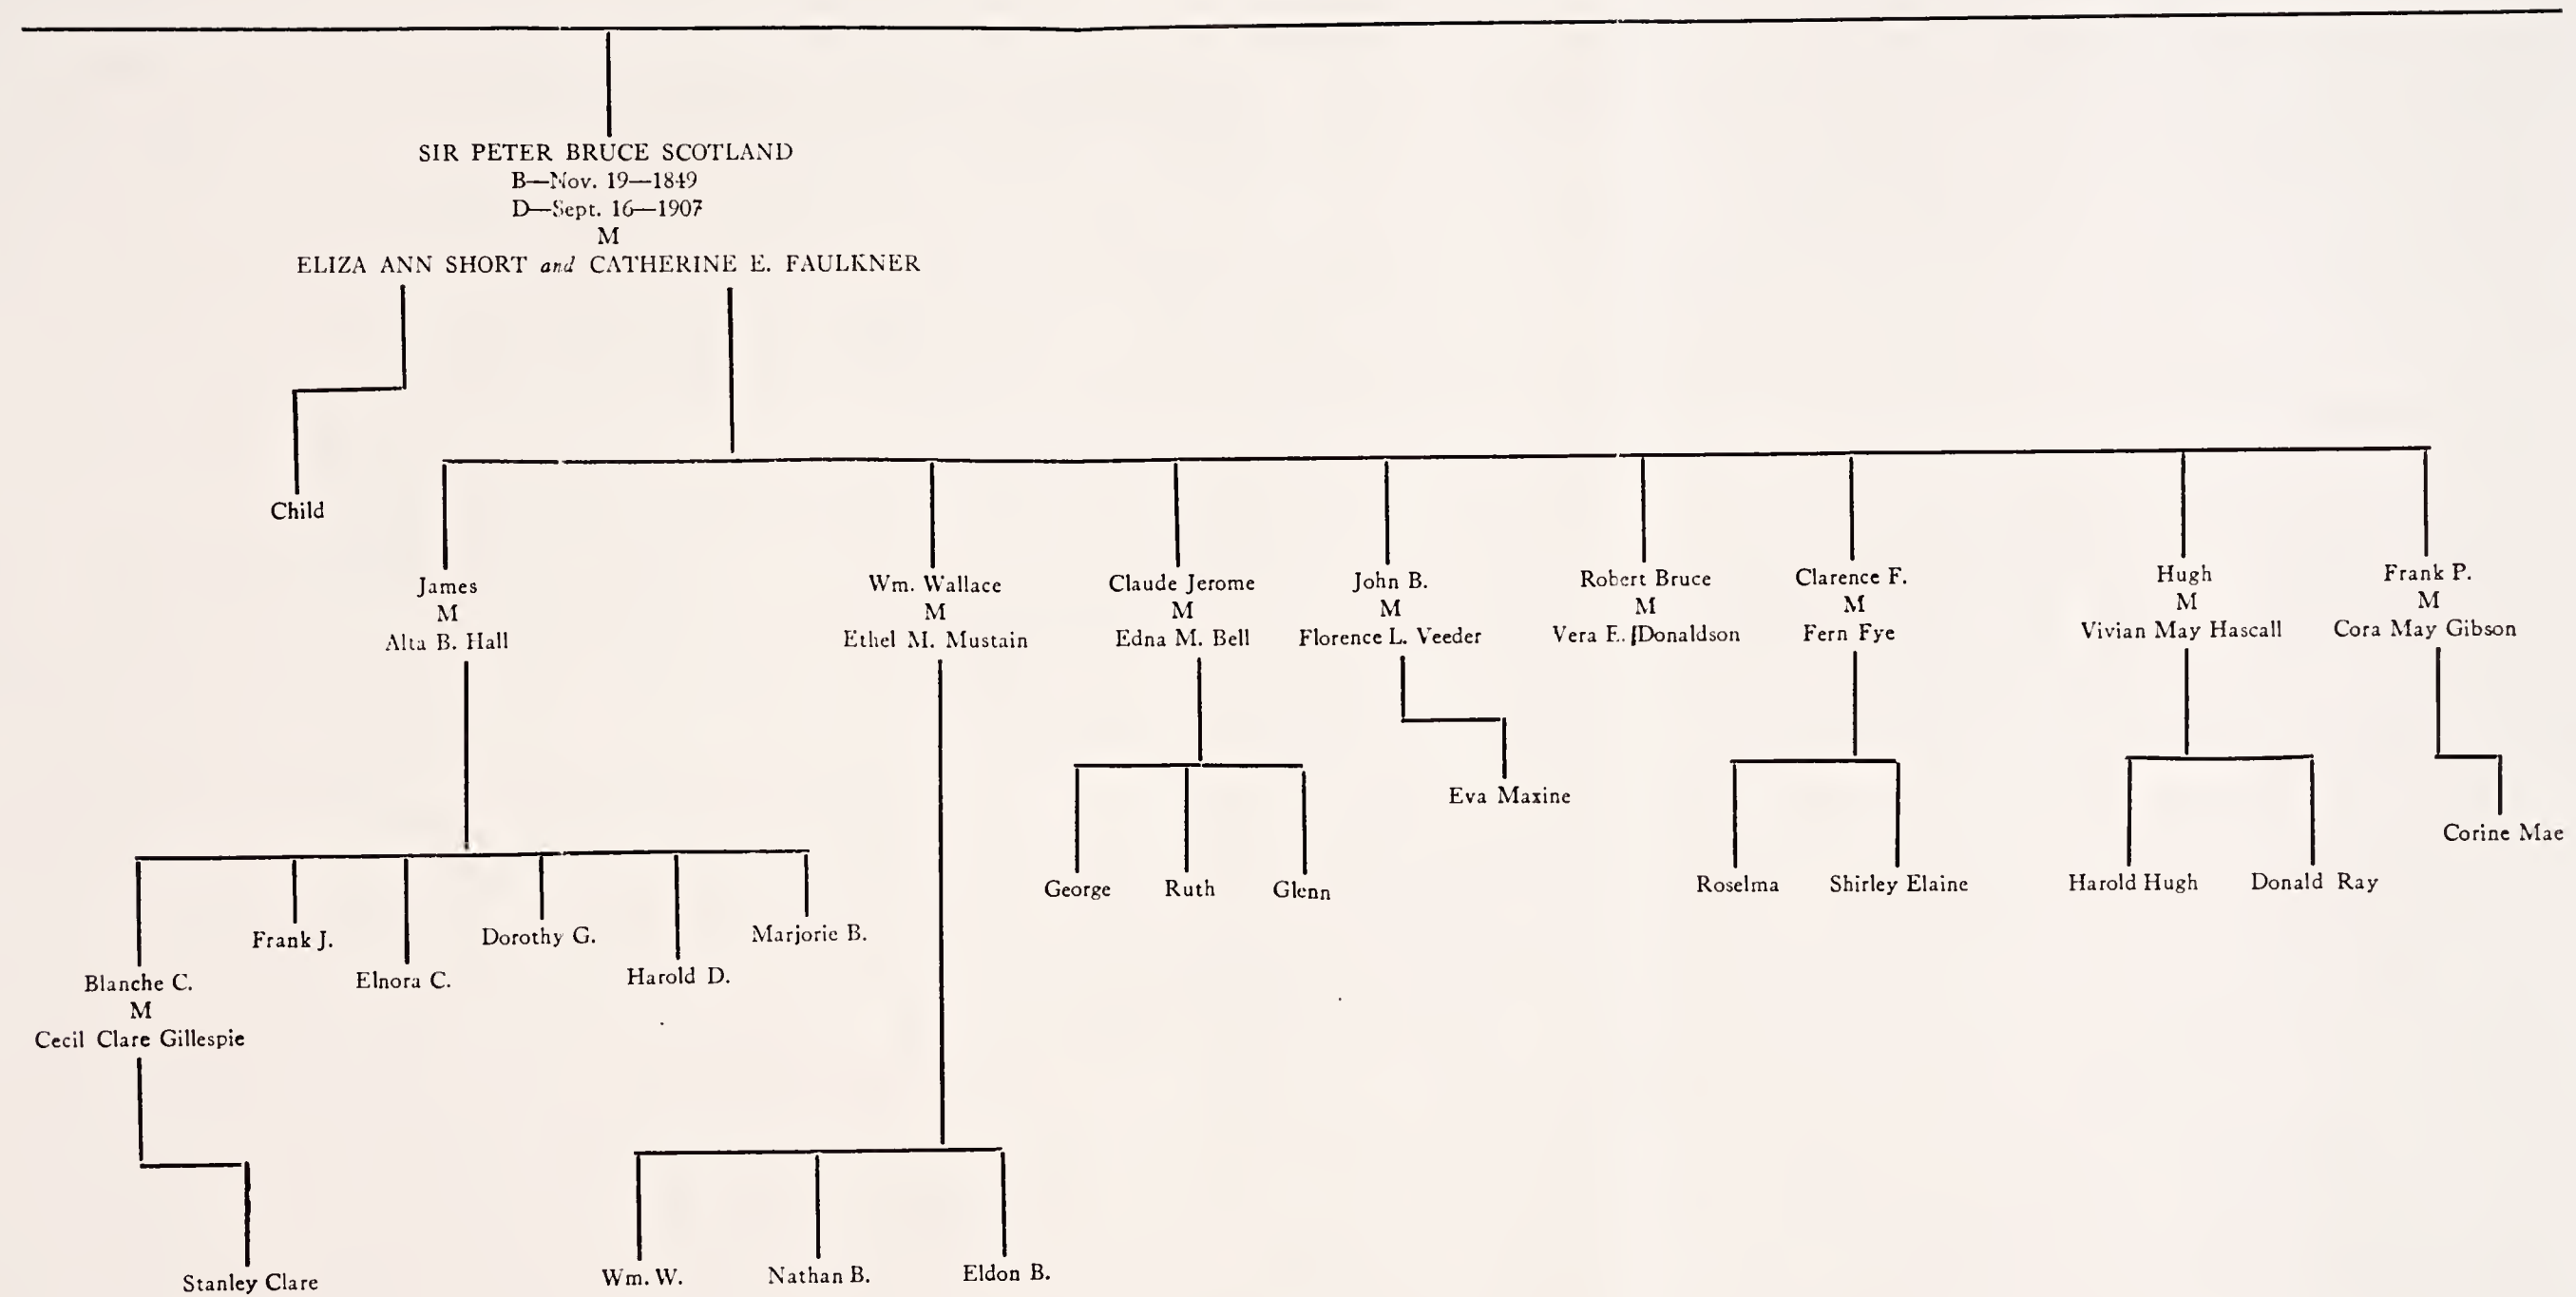 SIR PETER BRUCE SCOTLAND
B—Nov. 19—1849
D—Sept. 16—1907
M
ELIZA ANN SHORT and CATHERINE E. FAULKNER
Child
James
M
Alta B. Hall
Wm. Wallace
M
Ethel M. Mustain
Claude Jerome
M
Edna M. Bell
John B.
M
Florence L. Veeder
Robert Bruce
M
Vera E. Donaldson
Clarence F.
M
Fern Fye
Hugh
M
Vivian May Hascall
Frank P.
M
Cora May Gibson
Blanche C.
M
Cecil Clare Gillespie
Frank J.
Elnora C.
Dorothy G.
Harold D.
Marjorie B.
George
Ruth
Glenn
Eva Maxine
Roselma
Shirley Elaine
Harold Hugh
Donald Ray
Corine Mae
Stanley Clare
Wm. W.
Nathan B.
Eldon B.